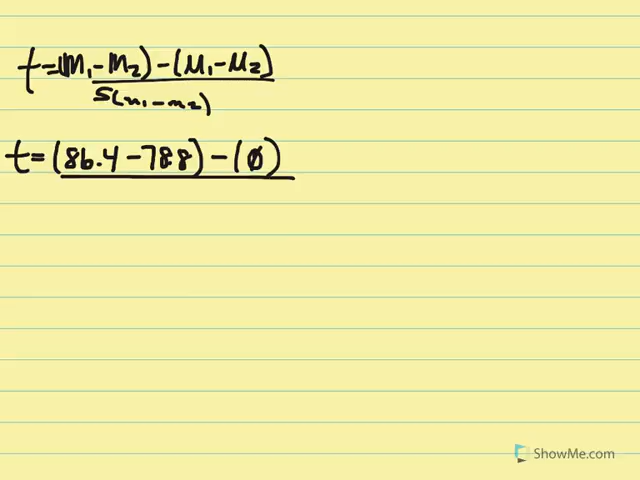 t=(M₁-M₂)-(μ₁-μ₂)
s(m₁-m₂)
t=(86.4-78.8)-(0)
ShowMe.com